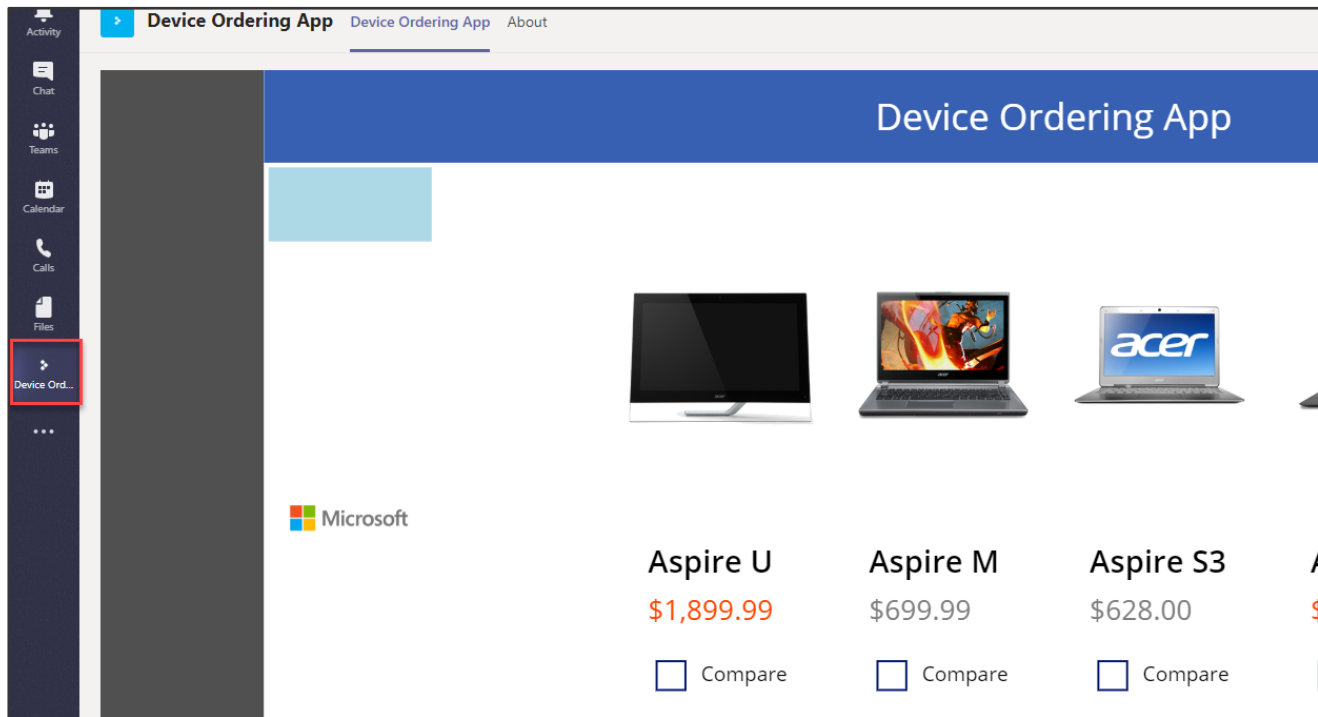 Activity
Chat
Teams
Calendar
Calls
Files
Device Ord...
Device Ordering App Device Ordering App About
Device Ordering App
acer
Microsoft
Aspire U Aspire M Aspire S3
$1,899.99 $699.99 $628.00
Compare Compare Compare